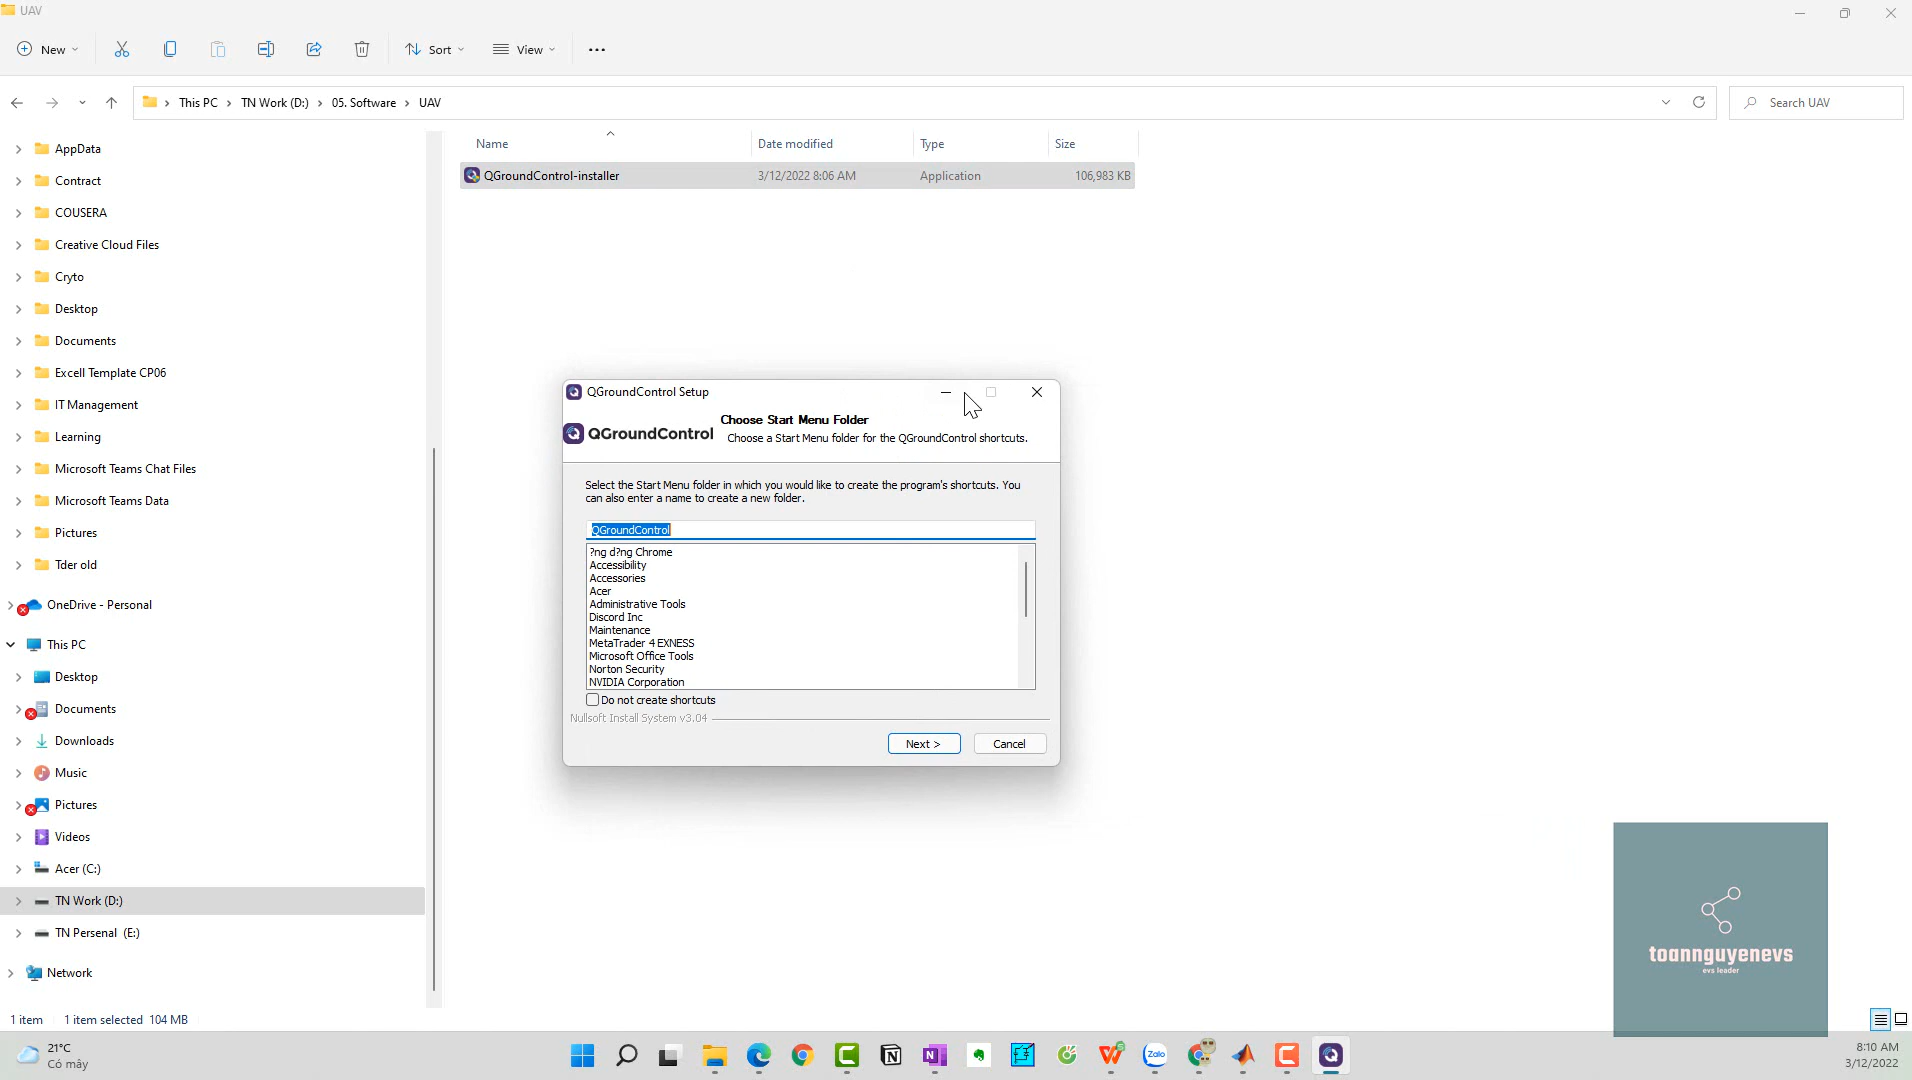 UAV
New
Sort
View
This PC
TN Work (D:)
05. Software
UAV
Search UAV
Name
Date modified
Type
Size
QGroundControl-installer
3/12/2022 8:06 AM
Application
106,983 KB
AppData
Contract
COUSERA
Creative Cloud Files
Cryto
Desktop
Documents
Excell Template CP06
IT Management
Learning
Microsoft Teams Chat Files
Microsoft Teams Data
Pictures
Tder old
OneDrive - Personal
This PC
Desktop
Documents
Downloads
Music
Pictures
Videos
Acer (C:)
TN Work (D:)
TN Personal (E:)
Network
QGroundControl Setup
QGroundControl
Choose Start Menu Folder
Choose a Start Menu folder for the QGroundControl shortcuts.
Select the Start Menu folder in which you would like to create the program's shortcuts. You
can also enter a name to create a new folder.
QGroundControl
?ng d?ng Chrome
Accessibility
Accessories
Acer
Administrative Tools
Discord Inc
Maintenance
MetaTrader 4 EXNESS
Microsoft Office Tools
Norton Security
NVIDIA Corporation
Do not create shortcuts
Nullsoft Install System v3.04
Next >
Cancel
toannguyenevs
evs leader
1 item
1 item selected 104 MB
21°C
Có mây
Zalo
5
8:10 AM
3/12/2022